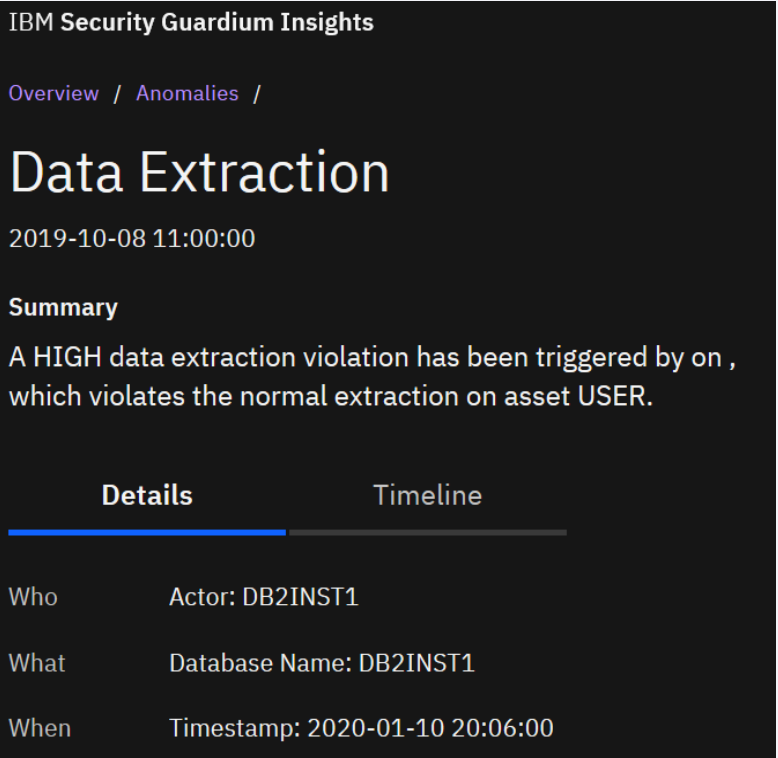 IBM Security Guardium Insights
Overview / Anomalies /
Data Extraction
2019-10-08 11:00:00
Summary
A HIGH data extraction violation has been triggered by on ,
which violates the normal extraction on asset USER.
Details Timeline
Who Actor: DB2INST1
What Database Name: DB2INST1
When Timestamp: 2020-01-10 20:06:00